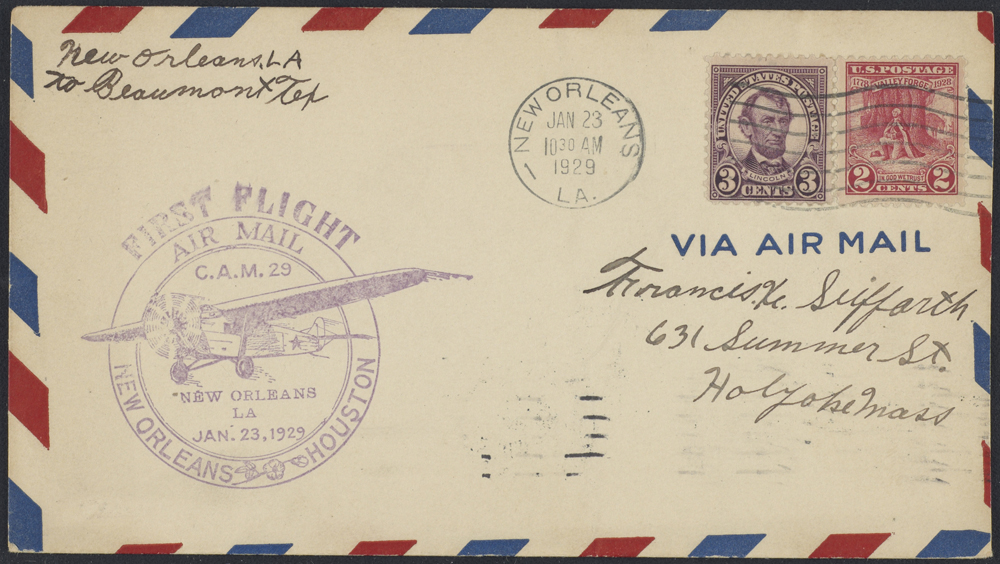 New Orleans, LA
to Beaumont Tex
NEW ORLEANS
JAN 23
10 30 AM
1929
LA.
UNITED STATES POSTAGE
LINCOLN
3 CENTS 3
U.S. POSTAGE
1778 VALLEY FORGE 1928
IN GOD WE TRUST
2 CENTS 2
FIRST FLIGHT
AIR MAIL
C.A.M. 29
NEW ORLEANS
LA
JAN. 23, 1929
NEW ORLEANS HOUSTON
VIA AIR MAIL
Francis X. Seiffarth
631 Summer St.
Holyoke Mass